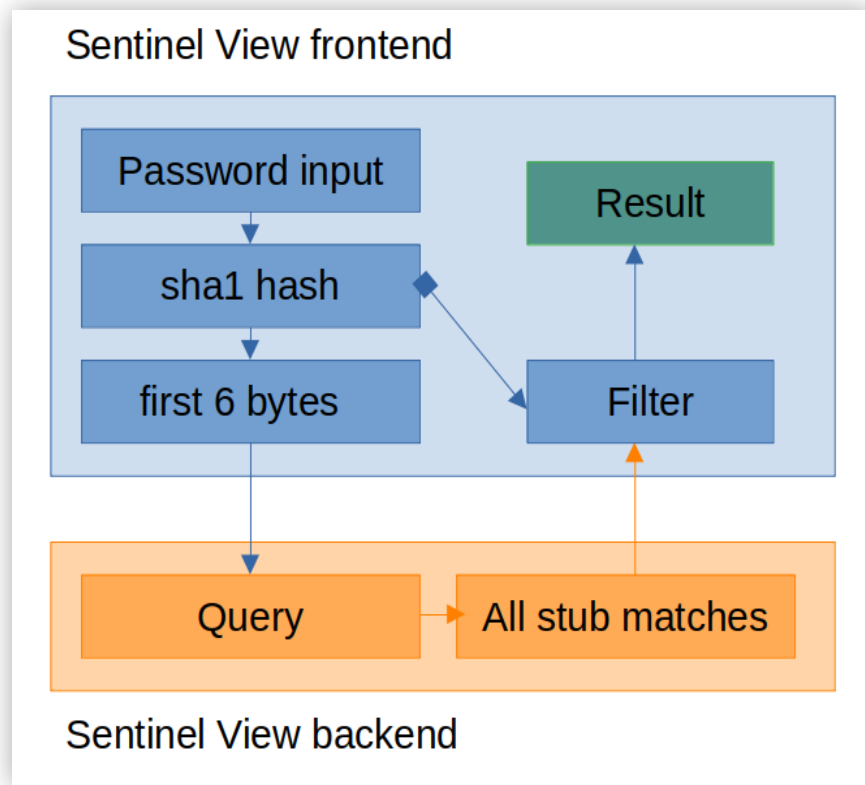 Sentinel View frontend
Password input
sha1 hash
first 6 bytes
Result
Filter
Query
All stub matches
Sentinel View backend